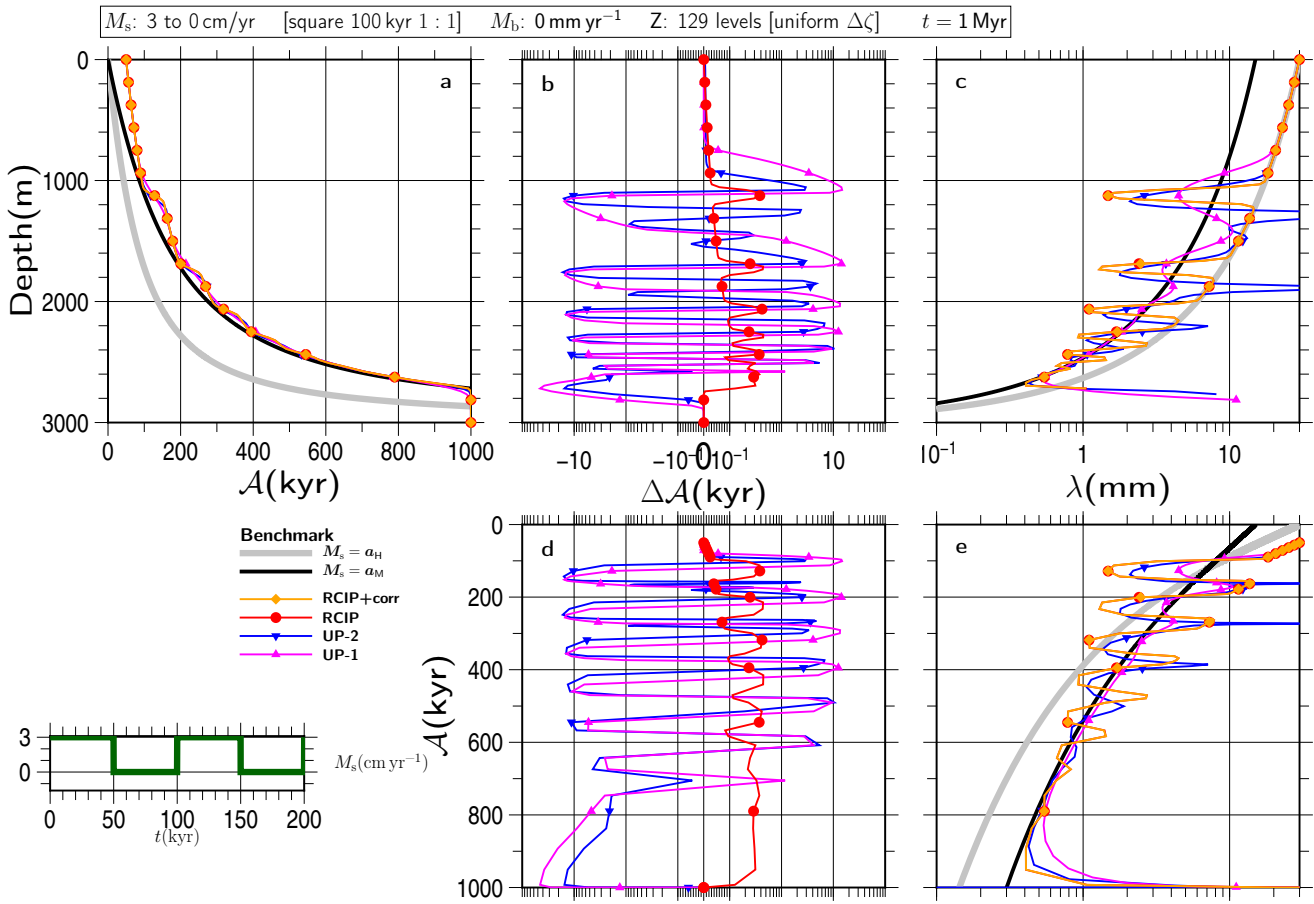 Mₛ: 3 to 0 cm/yr [square 100 kyr 1 : 1] M_b: 0 mm yr⁻¹ Z: 129 levels [uniform Δζ] t = 1 Myr
a
b
c
0
1000
2000
3000
Depth(m)
0 200 400 600 800 1000
𝒜(kyr)
−10 −10⁻¹ 0 10⁻¹ 10
Δ𝒜(kyr)
10⁻¹ 1 10
λ(mm)
Benchmark
Mₛ = a_H
Mₛ = a_M
RCIP+corr
RCIP
UP-2
UP-1
d
e
0
200
400
600
800
1000
𝒜(kyr)
3
0
Mₛ(cm yr⁻¹)
0 50 100 150 200
t(kyr)